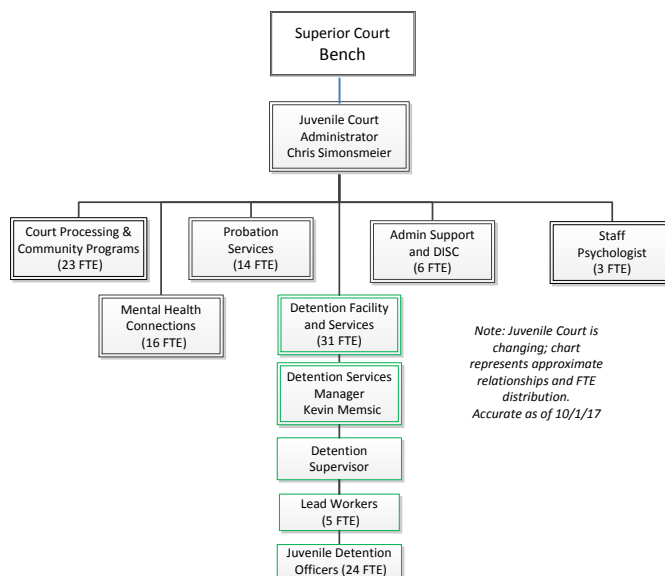 Superior Court
Bench
Juvenile Court
Administrator
Chris Simonsmeier
Court Processing &
Community Programs
(23 FTE)
Mental Health
Connections
(16 FTE)
Probation
Services
(14 FTE)
Detention Facility
and Services
(31 FTE)
Admin Support
and DISC
(6 FTE)
Staff
Psychologist
(3 FTE)
Detention Services
Manager
Kevin Memsic
Detention
Supervisor
Lead Workers
(5 FTE)
Juvenile Detention
Officers (24 FTE)
Note: Juvenile Court is
changing; chart
represents approximate
relationships and FTE
distribution.
Accurate as of 10/1/17